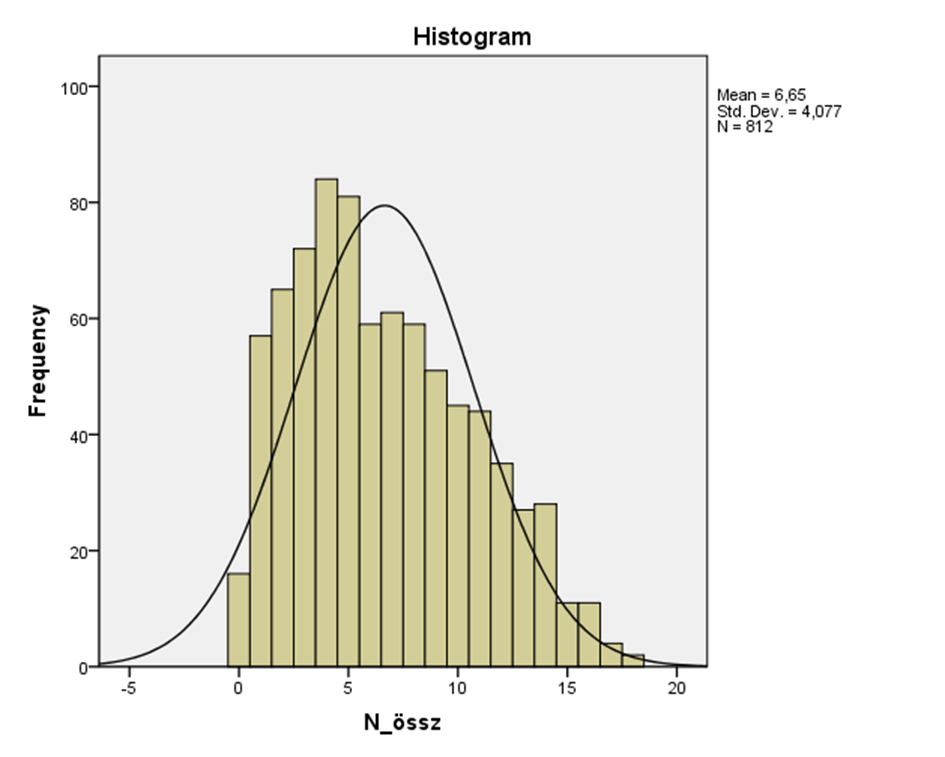 Histogram
Mean = 6,65
Std. Dev. = 4,077
N = 812
100
80
60
40
20
0
Frequency
-5 0 5 10 15 20
N_össz